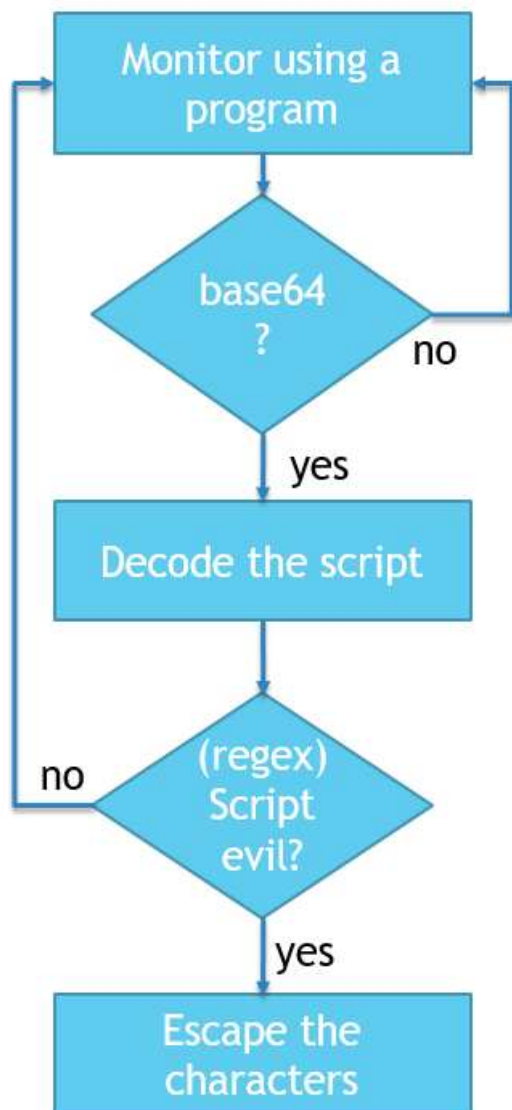 Monitor using a
program
base64
?
no
yes
Decode the script
(regex)
Script
evil?
no
yes
Escape the
characters